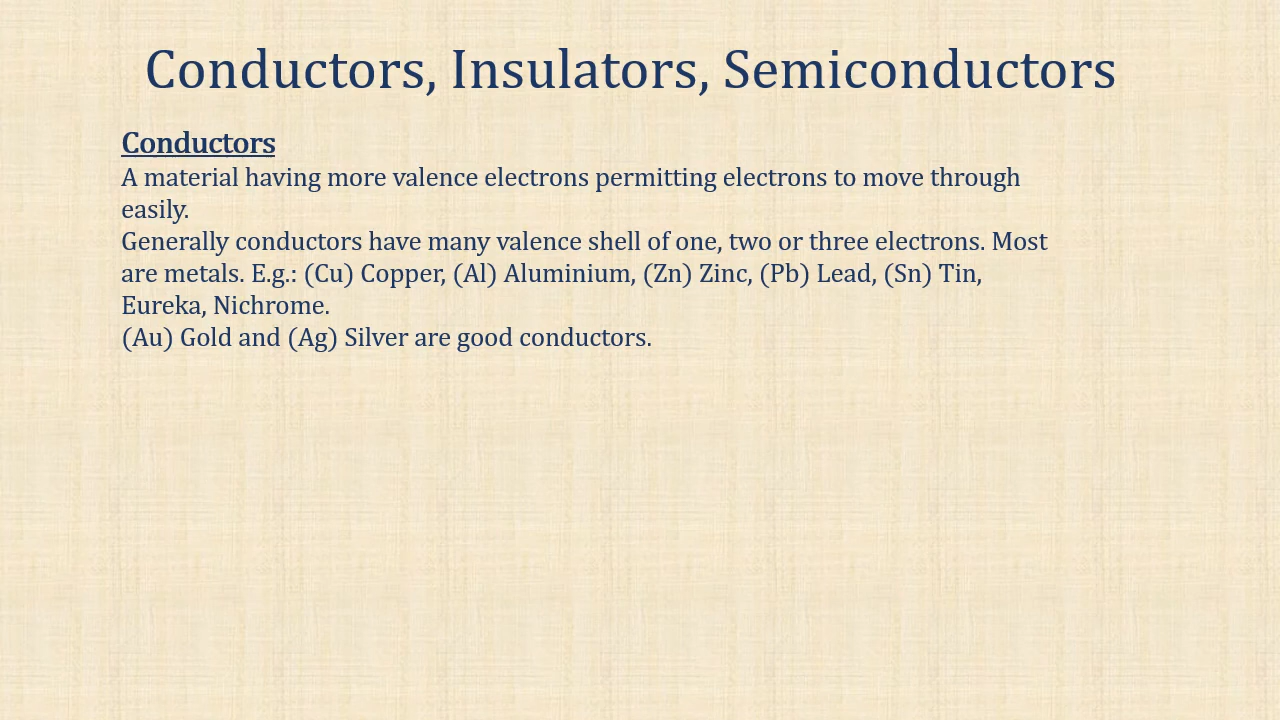 Conductors, Insulators, Semiconductors
Conductors
A material having more valence electrons permitting electrons to move through
easily.
Generally conductors have many valence shell of one, two or three electrons. Most
are metals. E.g.: (Cu) Copper, (Al) Aluminium, (Zn) Zinc, (Pb) Lead, (Sn) Tin,
Eureka, Nichrome.
(Au) Gold and (Ag) Silver are good conductors.